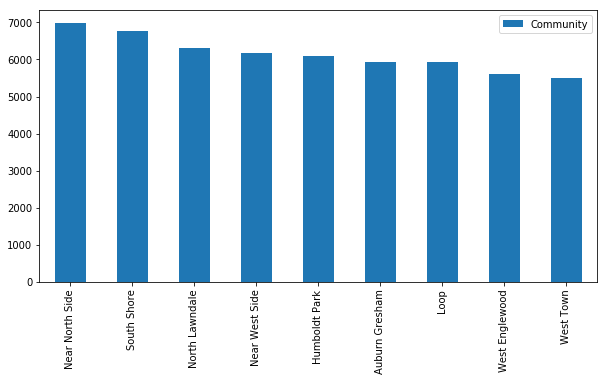 7000
6000
5000
4000
3000
2000
1000
0
Community
Near North Side
South Shore
North Lawndale
Near West Side
Humboldt Park
Auburn Gresham
Loop
West Englewood
West Town